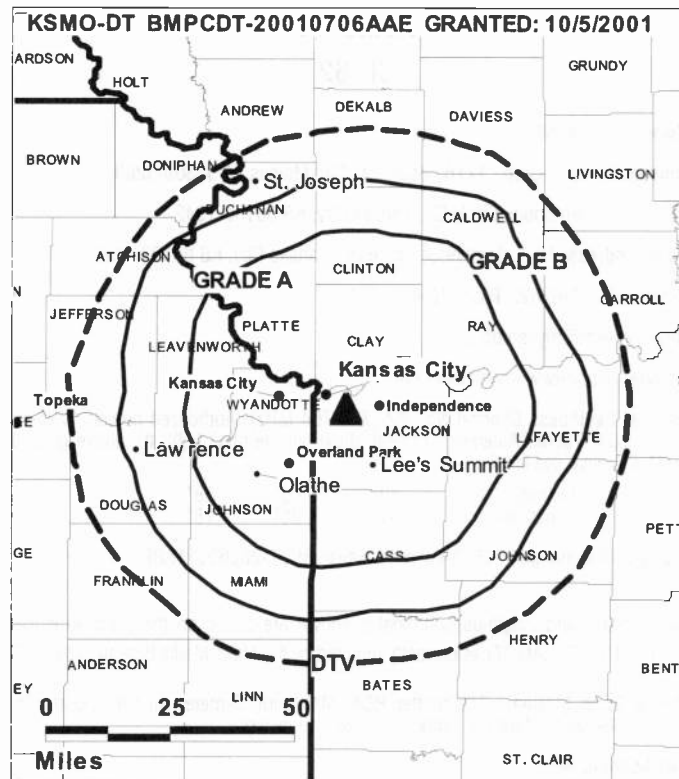 KSMO-DT BMPCDT-20010706AAE GRANTED: 10/5/2001
ARDSON
HOLT
GRUNDY
ANDREW
DEKALB
DAVIESS
BROWN
DONIPHAN
LIVINGSTON
St. Joseph
BUCHANAN
CALDWELL
ATCHISON
GRADE A
CLINTON
GRADE B
CARROLL
JEFFERSON
PLATTE
RAY
LEAVENWORTH
CLAY
Kansas City
Kansas City
Topeka
WYANDOTTE
Independence
JACKSON
LAFAYETTE
Lawrence
Overland Park
Lee's Summit
Olathe
DOUGLAS
JOHNSON
PETT
GE
CASS
JOHNSON
FRANKLIN
MIAMI
HENRY
ANDERSON
DTV
BENT
EY
LINN
BATES
0 25 50
Miles
ST. CLAIR